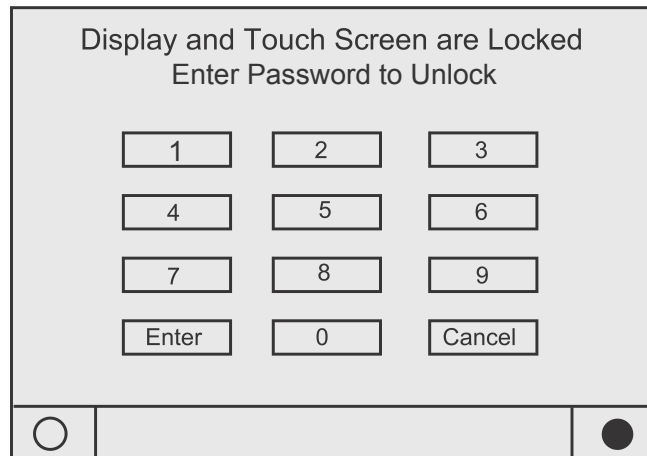 Display and Touch Screen are Locked
Enter Password to Unlock
1 2 3
4 5 6
7 8 9
Enter 0 Cancel